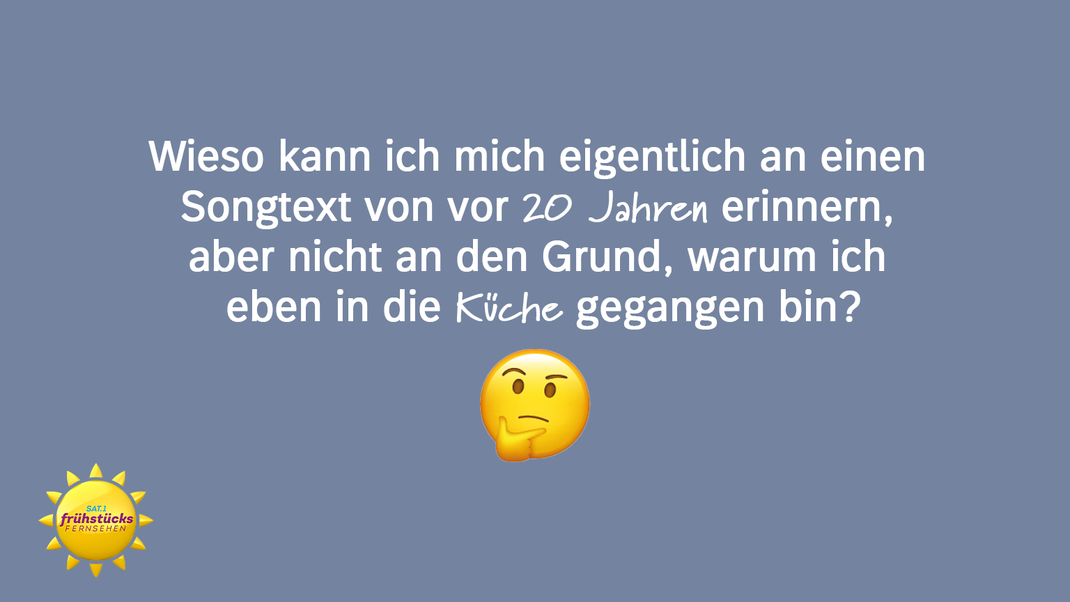 Wieso kann ich mich eigentlich an einen
Songtext von vor 20 Jahren erinnern,
aber nicht an den Grund, warum ich
eben in die Küche gegangen bin?
SAT.1
frühstücks
FERNSEHEN